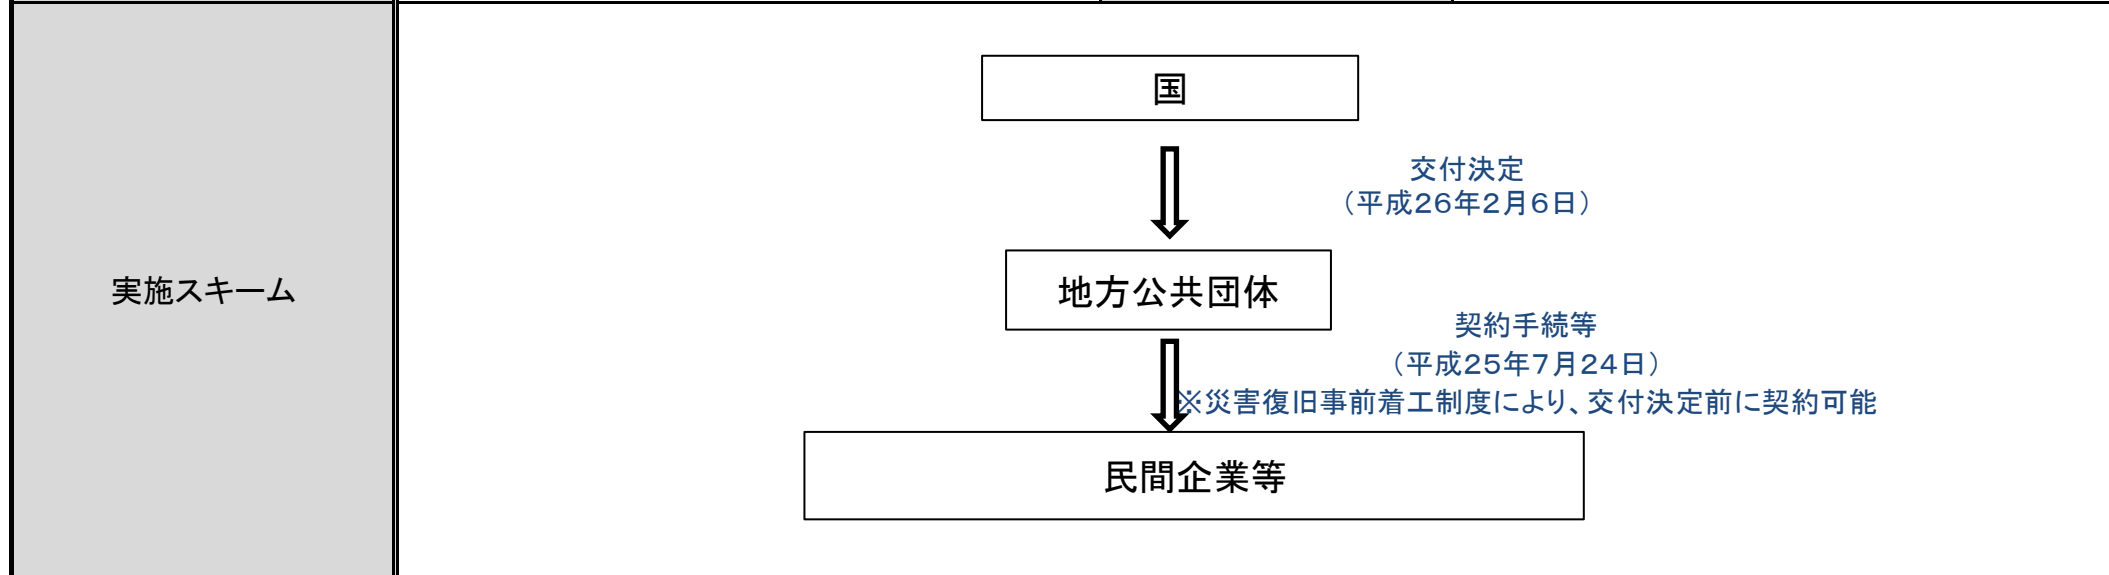 実施スキーム
国
交付決定
（平成２６年２月６日）
地方公共団体
契約手続等
（平成２５年７月２４日）
※災害復旧事前着工制度により、交付決定前に契約可能
民間企業等